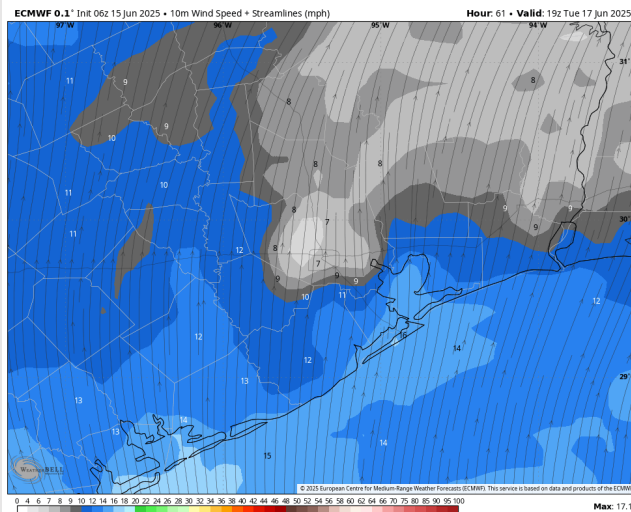 ECMWF 0.1° Init 06z 15 Jun 2025 • 10m Wind Speed + Streamlines (mph) Hour: 61 • Valid: 19z Tue 17 Jun 2025
97°W 96°W 95°W 94°W
31°
11 9 8 8
9
10
8 8
10
11
8 9 9
7 30°
11 9
12 8
7
9 9 9
10 11
12
16
12
14
12
29°
13
13
14
13
14
15
WEATHERBELL
© 2025 European Centre for Medium-Range Weather Forecasts (ECMWF). This service is based on data and products of the ECMWF
0 4 6 7 8 9 10 12 14 16 18 20 22 24 26 28 30 32 34 36 38 40 42 44 46 48 50 52 54 56 58 60 62 64 66 70 75 80 85 90 95 100
Max: 17.1